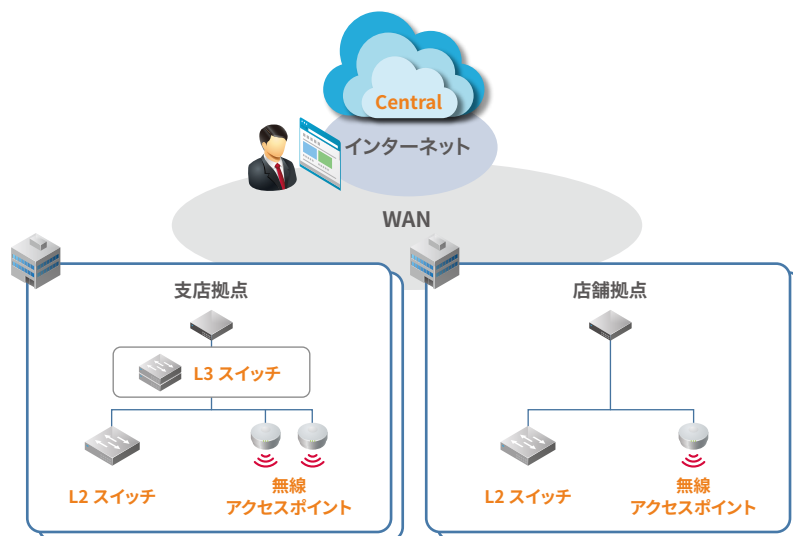 Central
インターネット
WAN
支店拠点
L3 スイッチ
L2 スイッチ
無線
アクセスポイント
店舗拠点
L2 スイッチ
無線
アクセスポイント